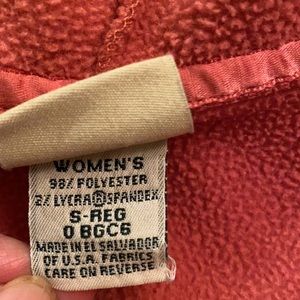 WOMEN'S
98% POLYESTER
2% LYCRA® SPANDEX
S-REG
0 BGC6
MADE IN EL SALVADOR
OF U.S.A. FABRICS
CARE ON REVERSE